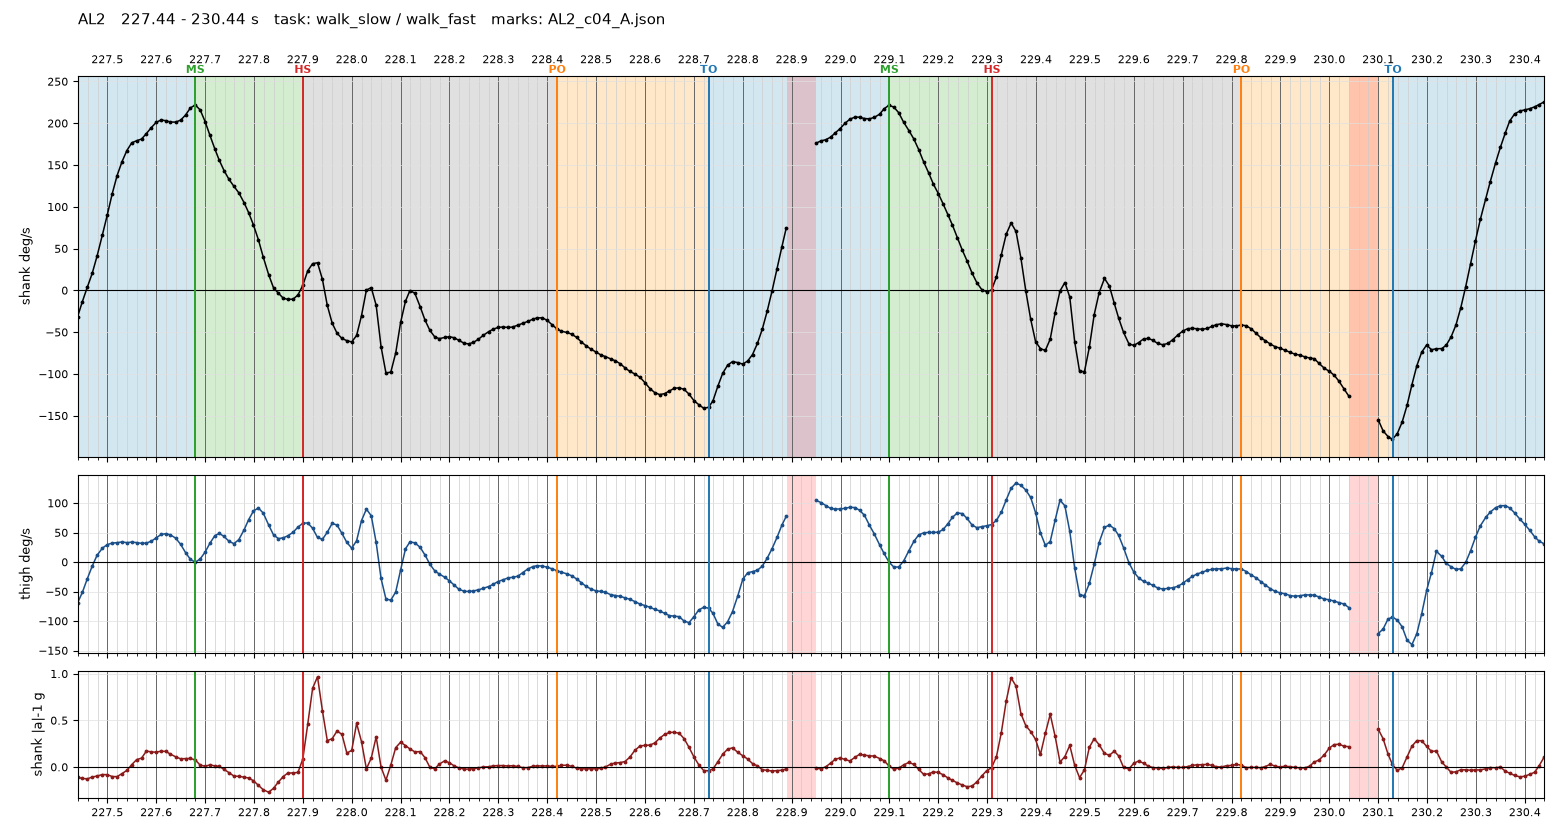 AL2   227.44 - 230.44 s   task: walk_slow / walk_fast   marks: AL2_c04_A.json
227.5 227.6 227.7 227.8 227.9 228.0 228.1 228.2 228.3 228.4 228.5 228.6 228.7 228.8 228.9 229.0 229.1 229.2 229.3 229.4 229.5 229.6 229.7 229.8 229.9 230.0 230.1 230.2 230.3 230.4
MS HS PO TO MS HS PO TO
250
200
150
100
50
0
−50
−100
−150
shank deg/s
100
50
0
−50
−100
−150
thigh deg/s
1.0
0.5
0.0
shank |a|-1 g
227.5 227.6 227.7 227.8 227.9 228.0 228.1 228.2 228.3 228.4 228.5 228.6 228.7 228.8 228.9 229.0 229.1 229.2 229.3 229.4 229.5 229.6 229.7 229.8 229.9 230.0 230.1 230.2 230.3 230.4